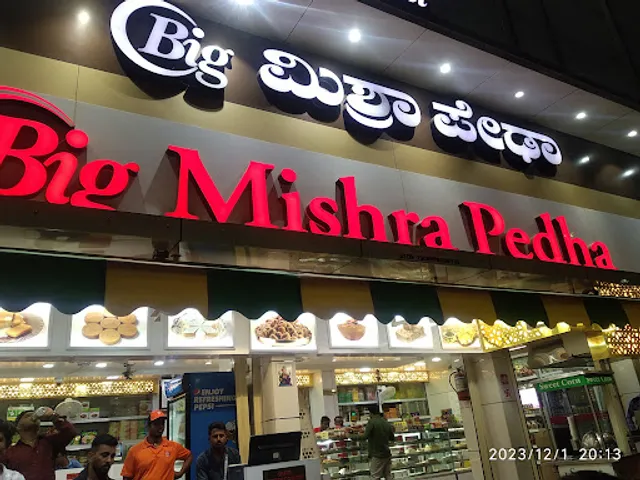 Big ಮಿಶ್ರಾ ಪೇಢಾ
Big Mishra Pedha
ENJOY
REFRESHING
PEPSI
Sweet Corn
2023/12/1 20:13